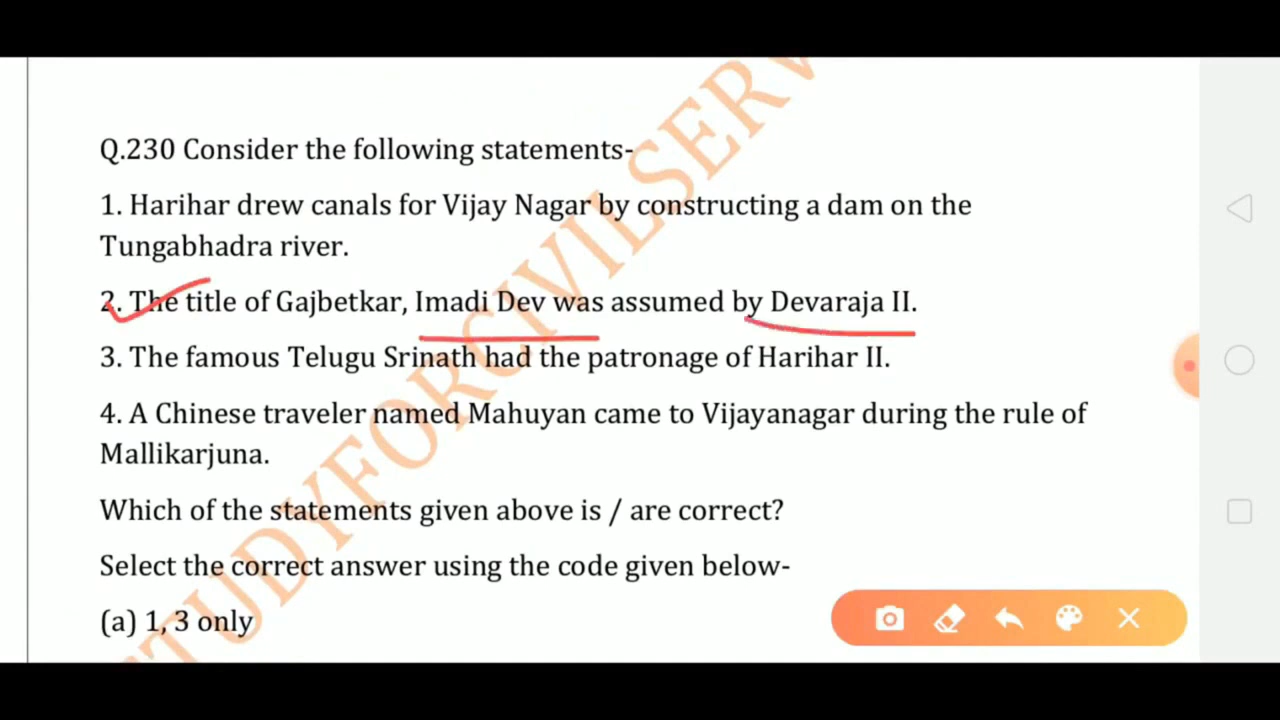 Q.230 Consider the following statements-
1. Harihar drew canals for Vijay Nagar by constructing a dam on the
Tungabhadra river.
2. The title of Gajbetkar, Imadi Dev was assumed by Devaraja II.
3. The famous Telugu Srinath had the patronage of Harihar II.
4. A Chinese traveler named Mahuyan came to Vijayanagar during the rule of
Mallikarjuna.
Which of the statements given above is / are correct?
Select the correct answer using the code given below-
(a) 1, 3 only
STUDYFORCIVILSERV